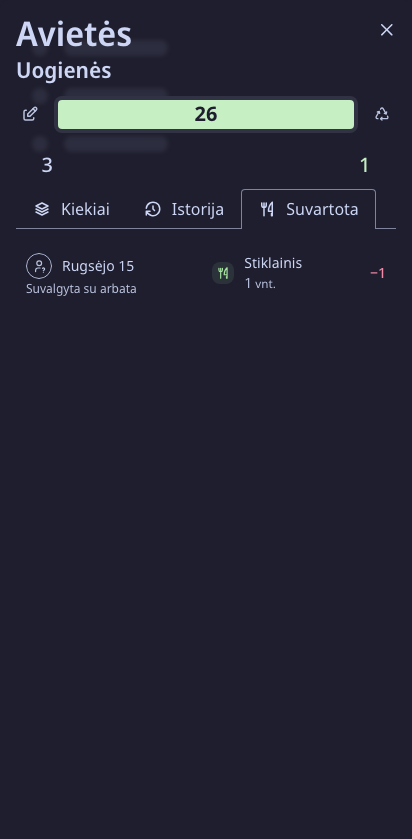 Avietės
Uogienės
26
3
1
Kiekiai
Istorija
Suvartota
Rugsėjo 15
Suvalgyta su arbata
Stiklainis
1 vnt.
−1